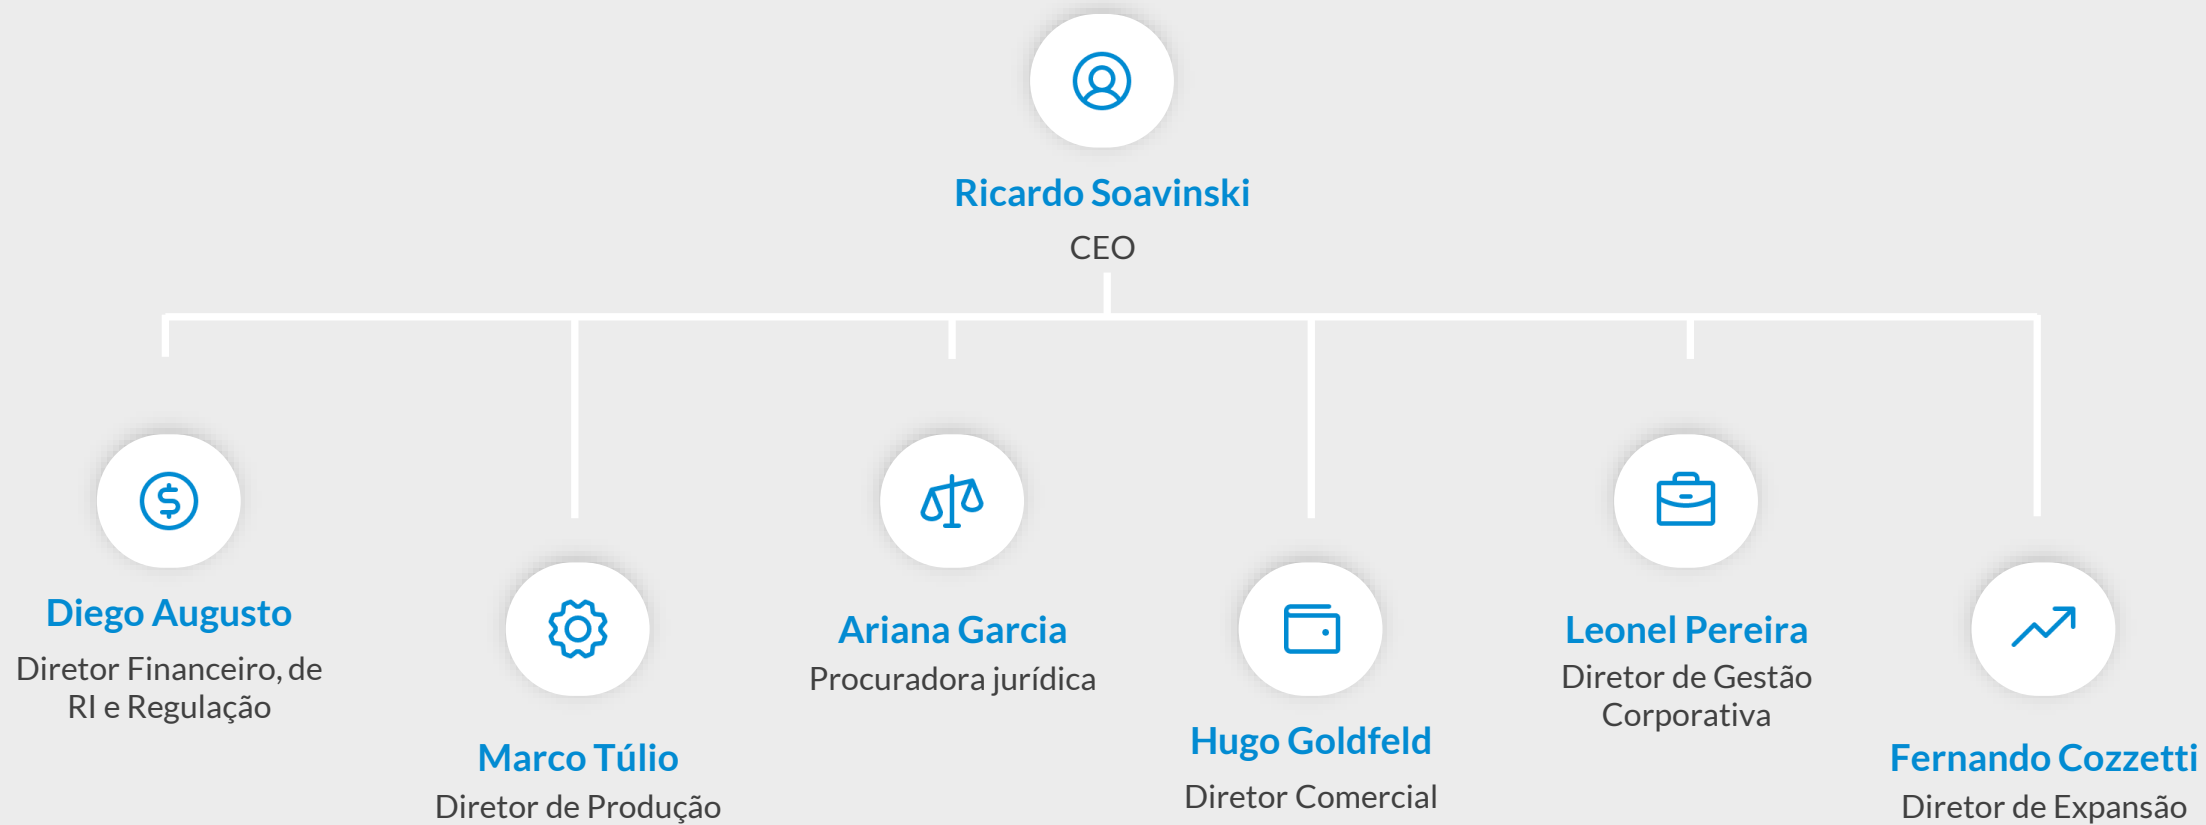 Ricardo Soavinski
CEO
Diego Augusto
Diretor Financeiro, de
RI e Regulação
Marco Túlio
Diretor de Produção
Ariana Garcia
Procuradora jurídica
Hugo Goldfeld
Diretor Comercial
Leonel Pereira
Diretor de Gestão
Corporativa
Fernando Cozzetti
Diretor de Expansão